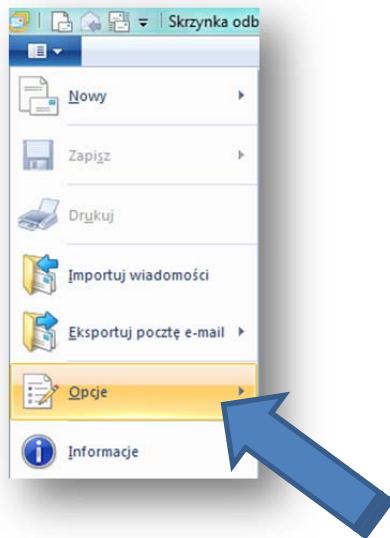 Skrzynka odb
Nowy
Zapisz
Drukuj
Importuj wiadomości
Eksportuj pocztę e-mail
Opcje
Informacje